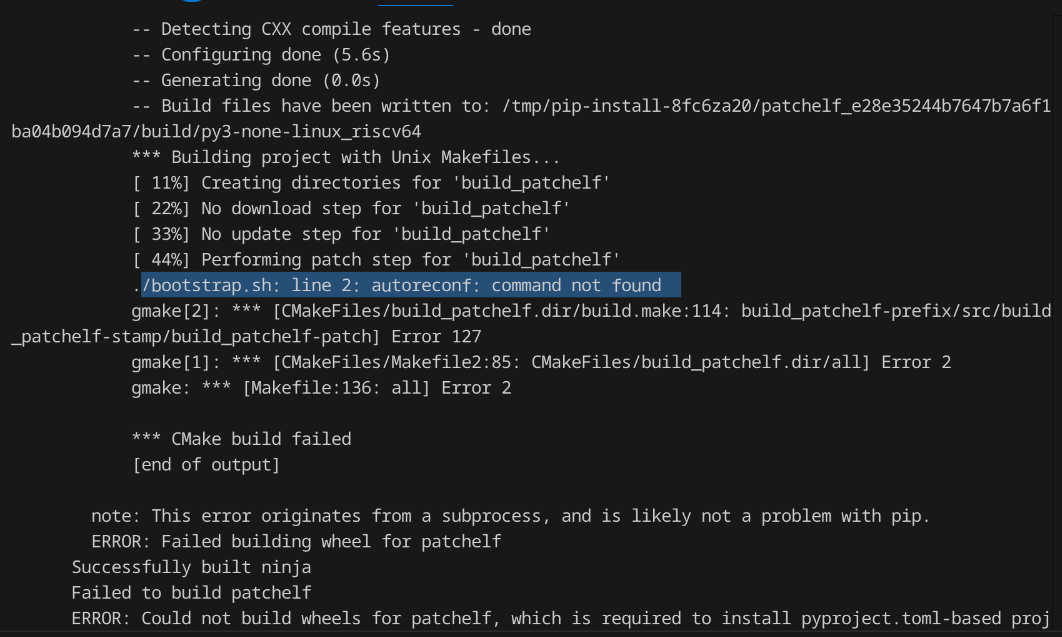 -- Detecting CXX compile features - done
-- Configuring done (5.6s)
-- Generating done (0.0s)
-- Build files have been written to: /tmp/pip-install-8fc6za20/patchelf_e28e35244b7647b7a6f1
ba04b094d7a7/build/py3-none-linux_riscv64
*** Building project with Unix Makefiles...
[ 11%] Creating directories for 'build_patchelf'
[ 22%] No download step for 'build_patchelf'
[ 33%] No update step for 'build_patchelf'
[ 44%] Performing patch step for 'build_patchelf'
./bootstrap.sh: line 2: autoreconf: command not found
gmake[2]: *** [CMakeFiles/build_patchelf.dir/build.make:114: build_patchelf-prefix/src/build
_patchelf-stamp/build_patchelf-patch] Error 127
gmake[1]: *** [CMakeFiles/Makefile2:85: CMakeFiles/build_patchelf.dir/all] Error 2
gmake: *** [Makefile:136: all] Error 2
*** CMake build failed
[end of output]
note: This error originates from a subprocess, and is likely not a problem with pip.
ERROR: Failed building wheel for patchelf
Successfully built ninja
Failed to build patchelf
ERROR: Could not build wheels for patchelf, which is required to install pyproject.toml-based proj